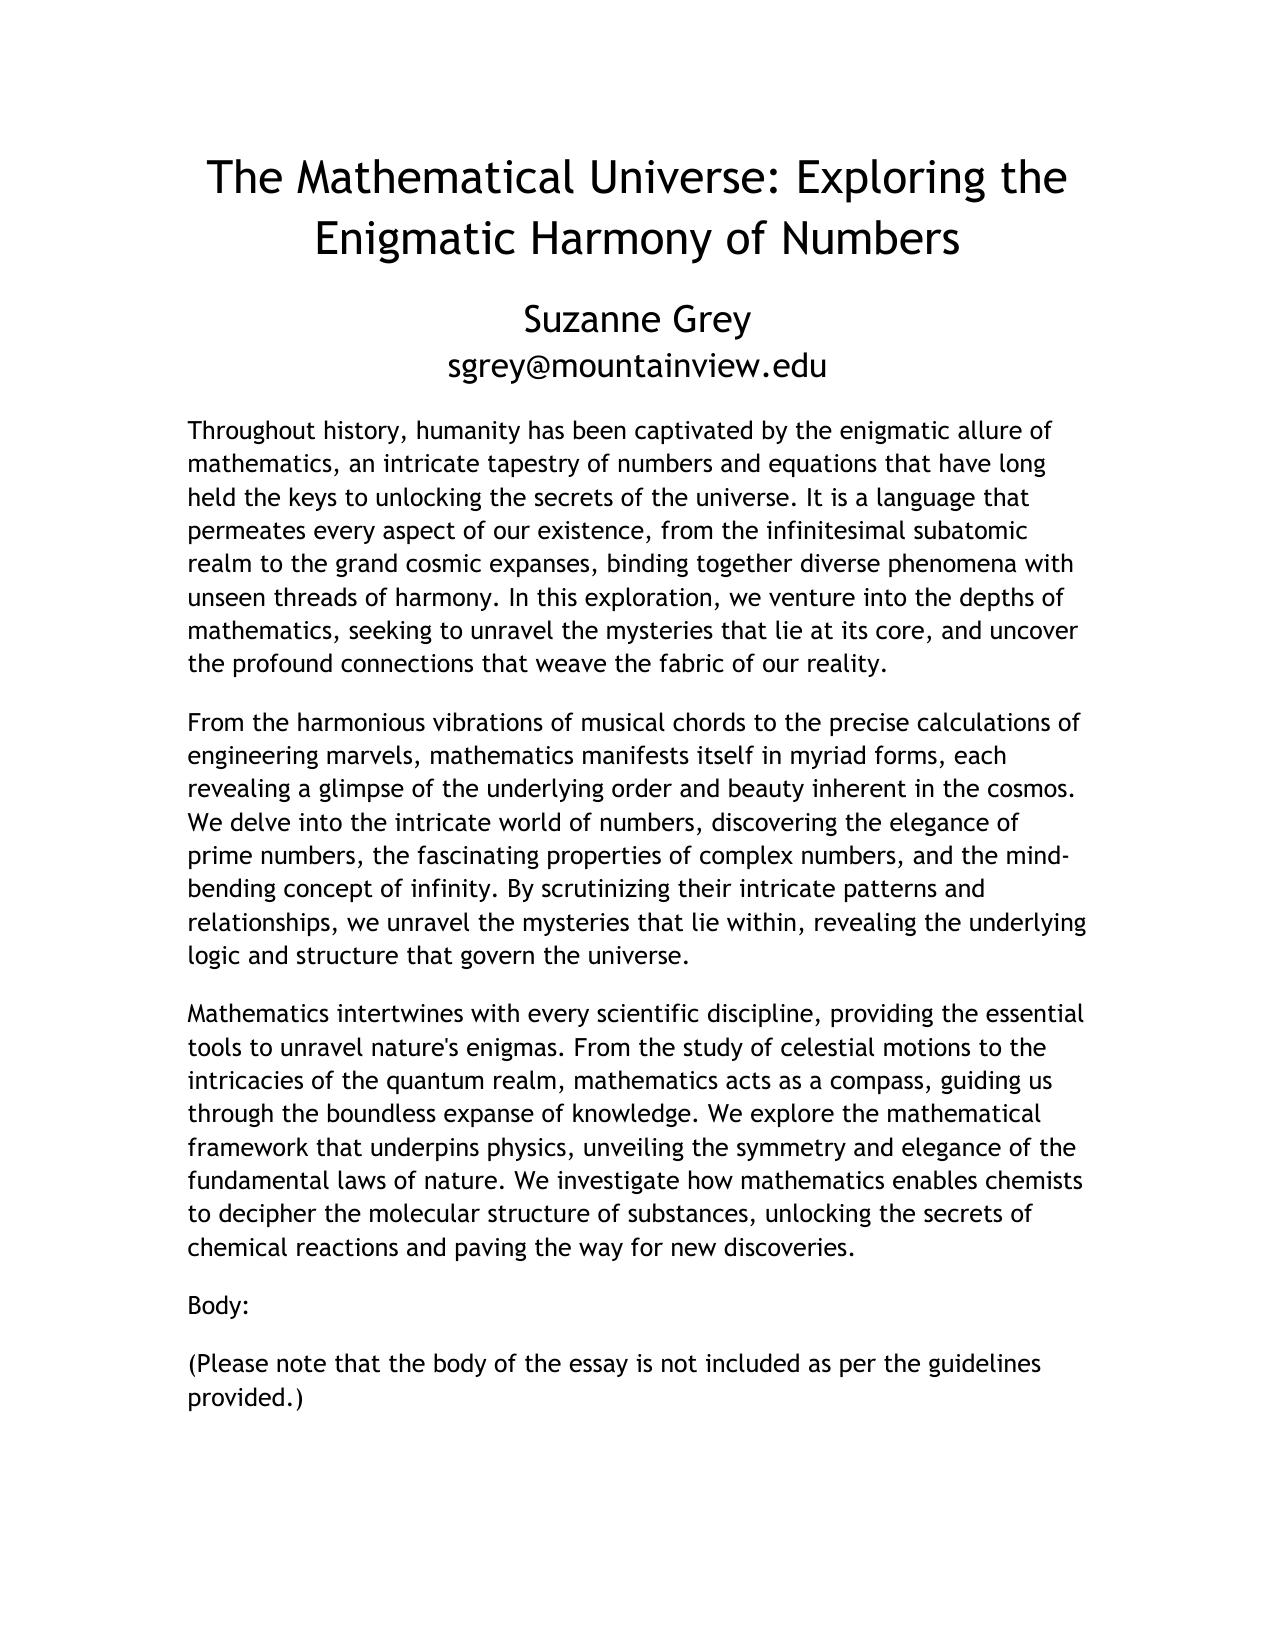 The Mathematical Universe: Exploring the
Enigmatic Harmony of Numbers
Suzanne Grey
sgrey@mountainview.edu
Throughout history, humanity has been captivated by the enigmatic allure of
mathematics, an intricate tapestry of numbers and equations that have long
held the keys to unlocking the secrets of the universe. It is a language that
permeates every aspect of our existence, from the infinitesimal subatomic
realm to the grand cosmic expanses, binding together diverse phenomena with
unseen threads of harmony. In this exploration, we venture into the depths of
mathematics, seeking to unravel the mysteries that lie at its core, and uncover
the profound connections that weave the fabric of our reality.
From the harmonious vibrations of musical chords to the precise calculations of
engineering marvels, mathematics manifests itself in myriad forms, each
revealing a glimpse of the underlying order and beauty inherent in the cosmos.
We delve into the intricate world of numbers, discovering the elegance of
prime numbers, the fascinating properties of complex numbers, and the mind-
bending concept of infinity. By scrutinizing their intricate patterns and
relationships, we unravel the mysteries that lie within, revealing the underlying
logic and structure that govern the universe.
Mathematics intertwines with every scientific discipline, providing the essential
tools to unravel nature's enigmas. From the study of celestial motions to the
intricacies of the quantum realm, mathematics acts as a compass, guiding us
through the boundless expanse of knowledge. We explore the mathematical
framework that underpins physics, unveiling the symmetry and elegance of the
fundamental laws of nature. We investigate how mathematics enables chemists
to decipher the molecular structure of substances, unlocking the secrets of
chemical reactions and paving the way for new discoveries.
Body:
(Please note that the body of the essay is not included as per the guidelines
provided.)